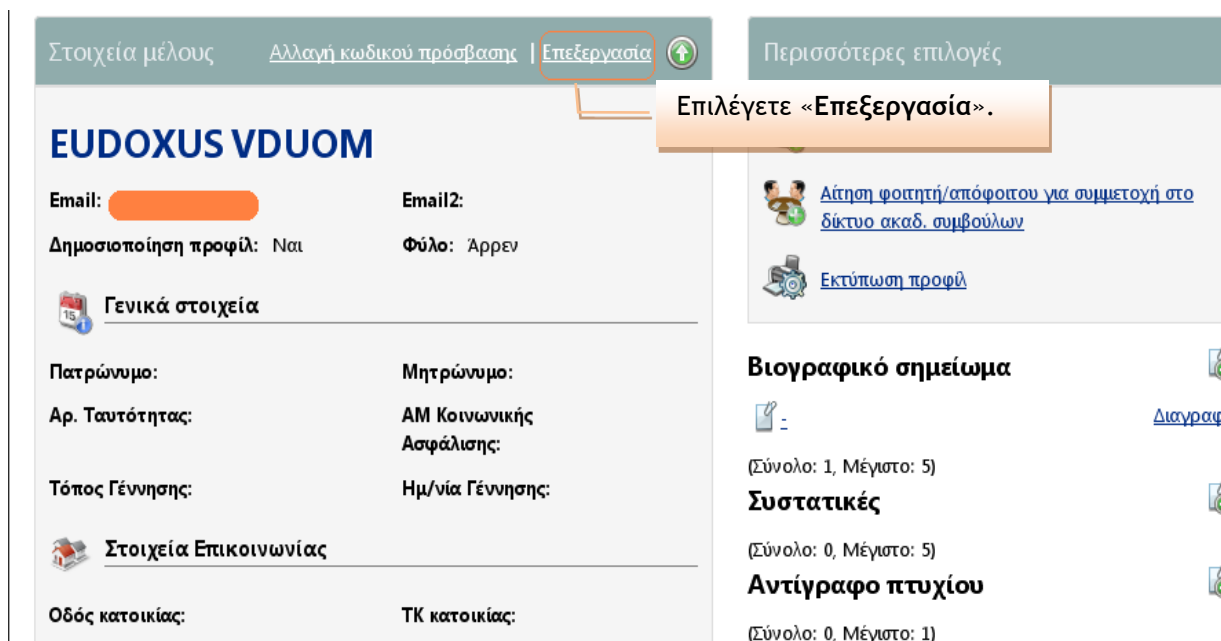 Στοιχεία μέλους
Αλλαγή κωδικού πρόσβασης | Επεξεργασία
Επιλέγετε «Επεξεργασία».
EUDOXUS VDUOM
Email:
Email2:
Δημοσιοποίηση προφίλ: Ναι
Φύλο: Άρρεν
Γενικά στοιχεία
Πατρώνυμο:
Μητρώνυμο:
Αρ. Ταυτότητας:
ΑΜ Κοινωνικής
Ασφάλισης:
Τόπος Γέννησης:
Ημ/νία Γέννησης:
Στοιχεία Επικοινωνίας
Οδός κατοικίας:
ΤΚ κατοικίας:
Περισσότερες επιλογές
Αίτηση φοιτητή/απόφοιτου για συμμετοχή στο
δίκτυο ακαδ. συμβούλων
Εκτύπωση προφίλ
Βιογραφικό σημείωμα
-
(Σύνολο: 1, Μέγιστο: 5)
Συστατικές
(Σύνολο: 0, Μέγιστο: 5)
Αντίγραφο πτυχίου
(Σύνολο: 0, Μέγιστο: 1)